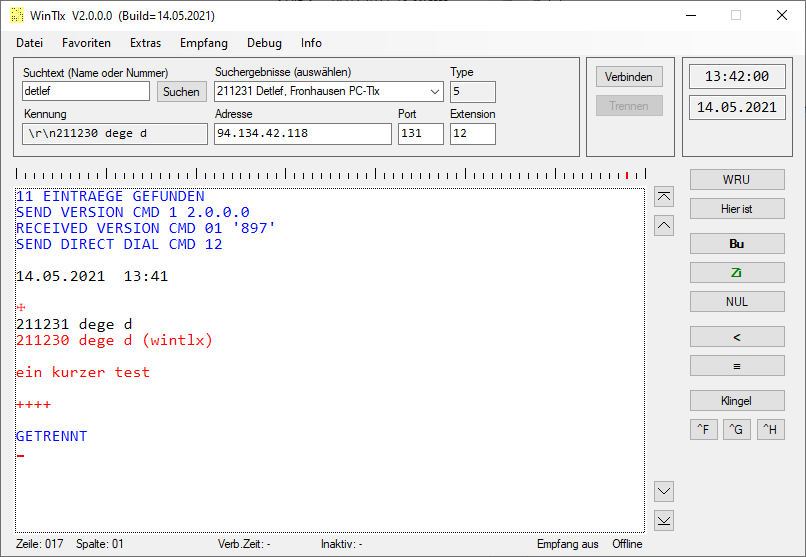 WinTlx V2.0.0.0 (Build=14.05.2021)
Datei Favoriten Extras Empfang Debug Info
Suchtext (Name oder Nummer) Suchergebnisse (auswählen) Type
detlef Suchen 211231 Detlef, Fronhausen PC-Tlx 5
Kennung Adresse Port Extension
\r\n211230 dege d 94.134.42.118 131 12
Verbinden
Trennen
13:42:00
14.05.2021
11 EINTRAEGE GEFUNDEN
SEND VERSION CMD 1 2.0.0.0
RECEIVED VERSION CMD 01 '897'
SEND DIRECT DIAL CMD 12
14.05.2021 13:41
211231 dege d
211230 dege d (wintlx)
ein kurzer test
++++
GETRENNT
WRU
Hier ist
Bu
Zi
NUL
<
≡
Klingel
^F ^G ^H
Zeile: 017 Spalte: 01 Verb.Zeit: - Inaktiv: - Empfang aus Offline